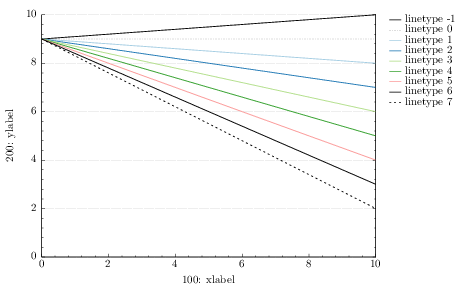 10
8
6
4
2
0
200: ylabel
0
2
4
6
8
10
100: xlabel
linetype -1
linetype 0
linetype 1
linetype 2
linetype 3
linetype 4
linetype 5
linetype 6
linetype 7